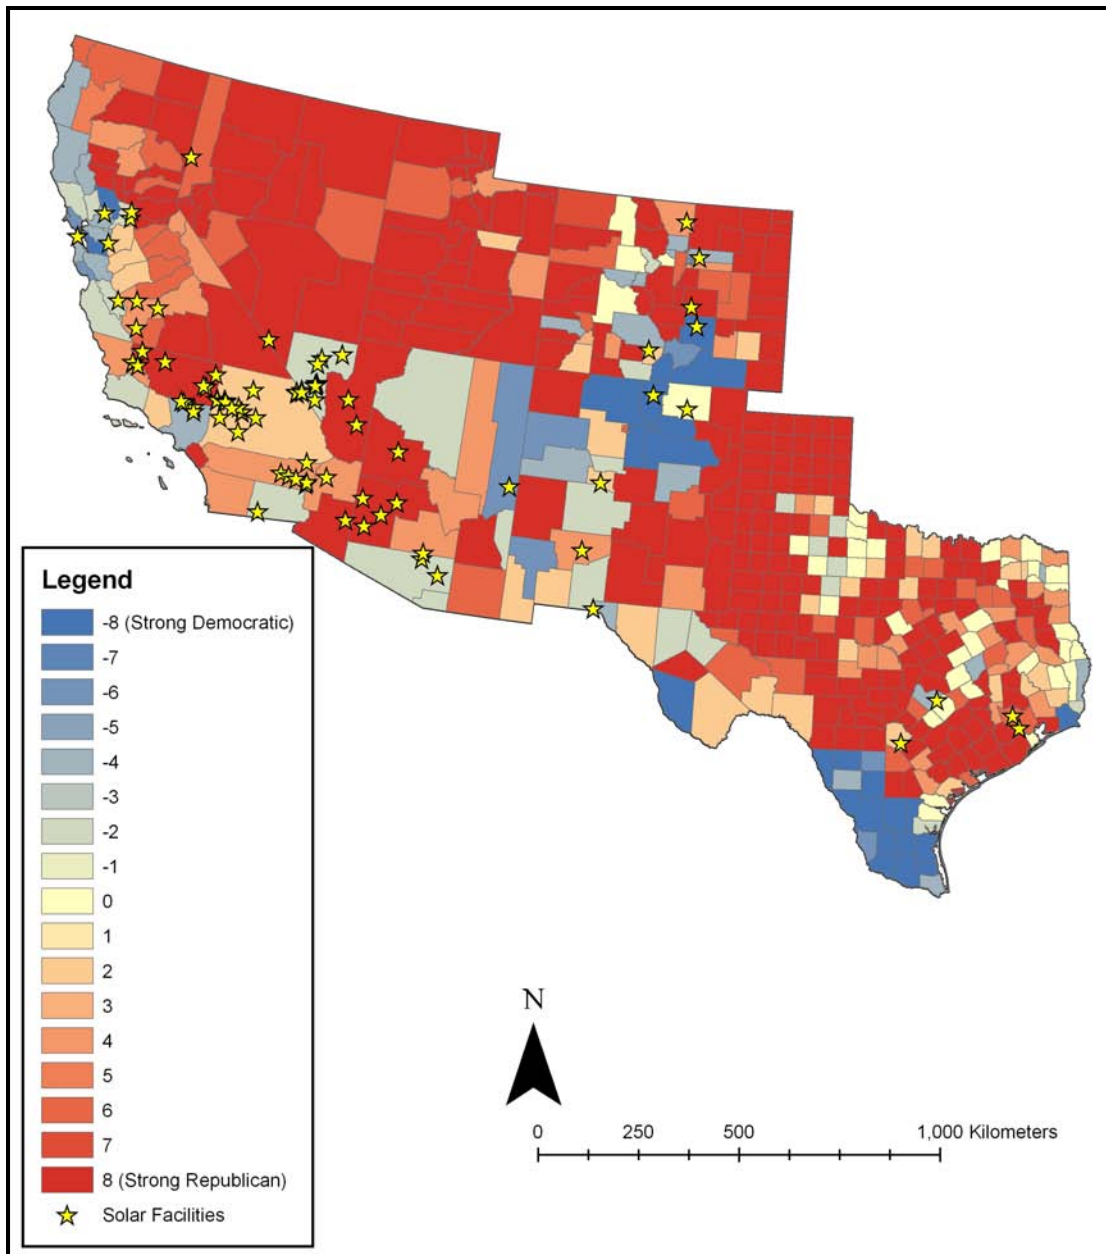 Legend
-8 (Strong Democratic)
-7
-6
-5
-4
-3
-2
-1
0
1
2
3
4
5
6
7
8 (Strong Republican)
Solar Facilities
N
0 250 500 1,000 Kilometers